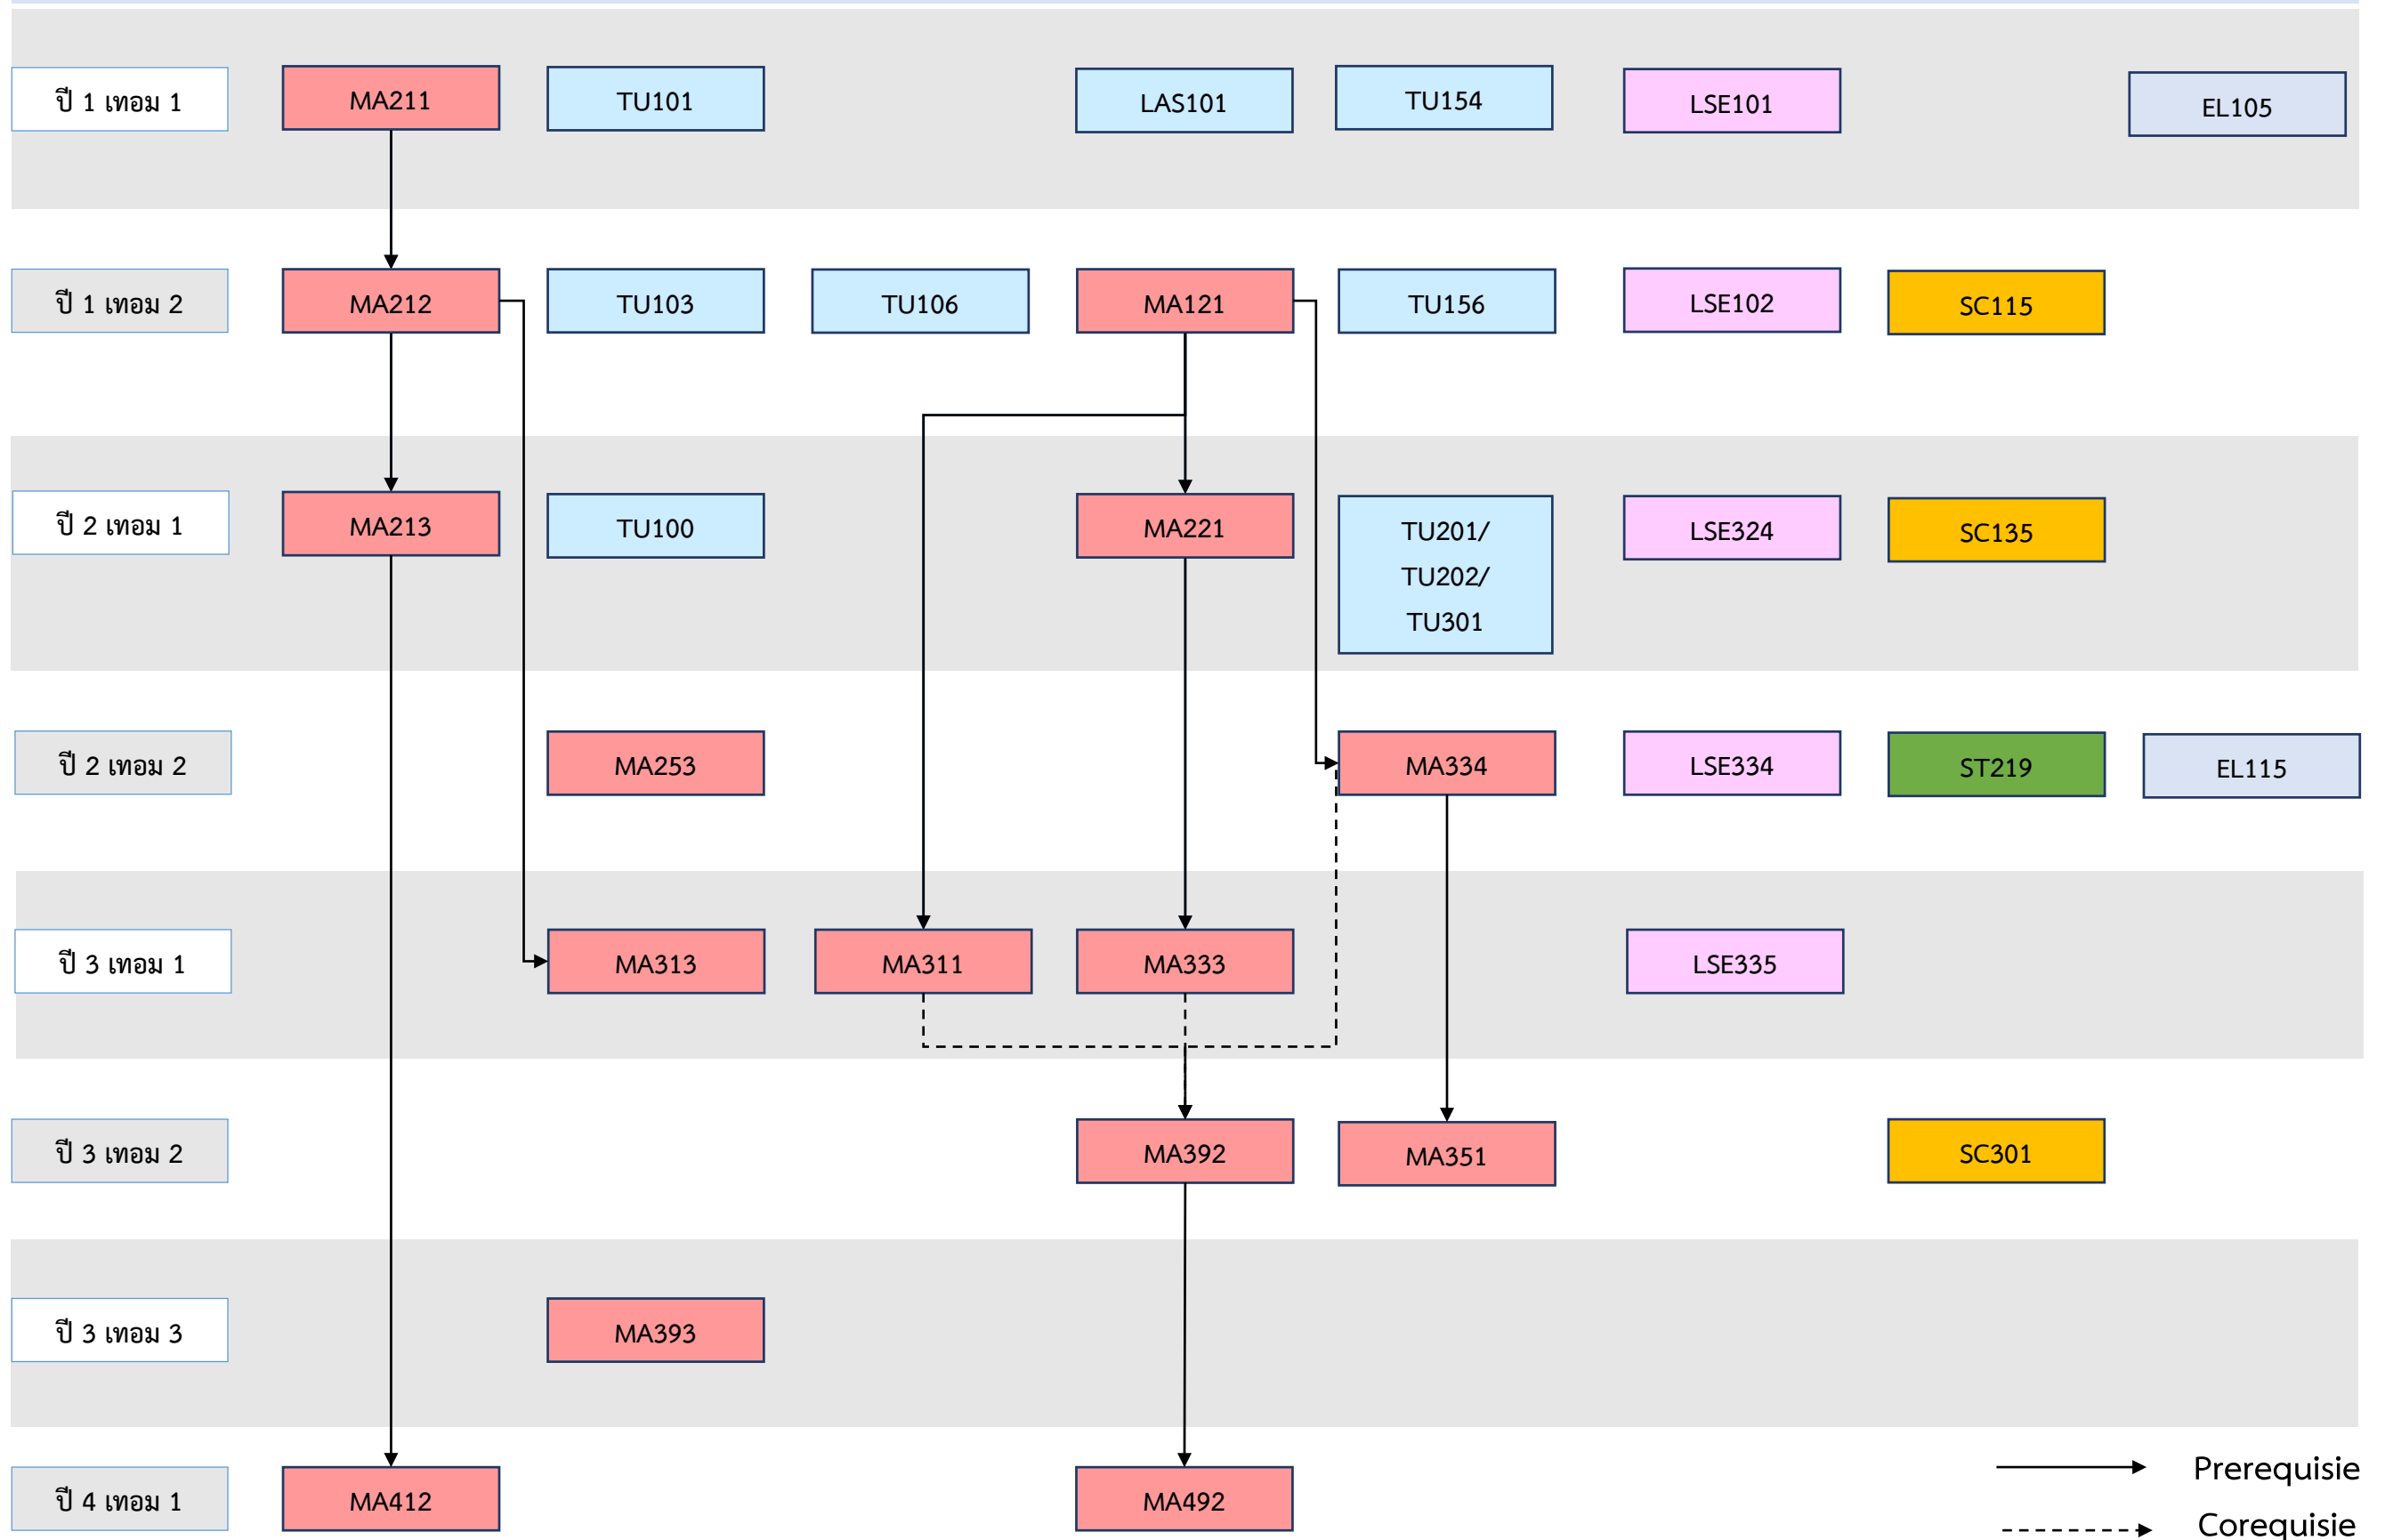 ปี 1 เทอม 1
MA211
TU101
LAS101
TU154
LSE101
EL105
ปี 1 เทอม 2
MA212
TU103
TU106
MA121
TU156
LSE102
SC115
ปี 2 เทอม 1
MA213
TU100
MA221
TU201/
TU202/
TU301
LSE324
SC135
ปี 2 เทอม 2
MA253
MA334
LSE334
ST219
EL115
ปี 3 เทอม 1
MA313
MA311
MA333
LSE335
ปี 3 เทอม 2
MA392
MA351
SC301
ปี 3 เทอม 3
MA393
ปี 4 เทอม 1
MA412
MA492
Prerequisie
Corequisie